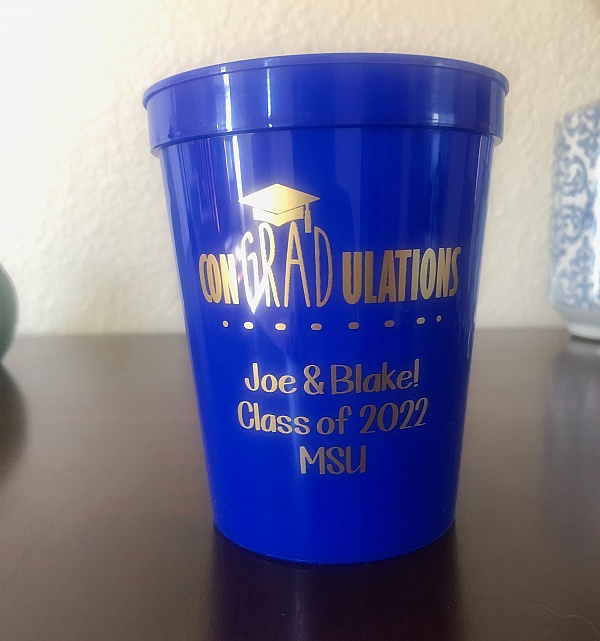 CONGRADULATIONS
Joe & Blake!
Class of 2022
MSU